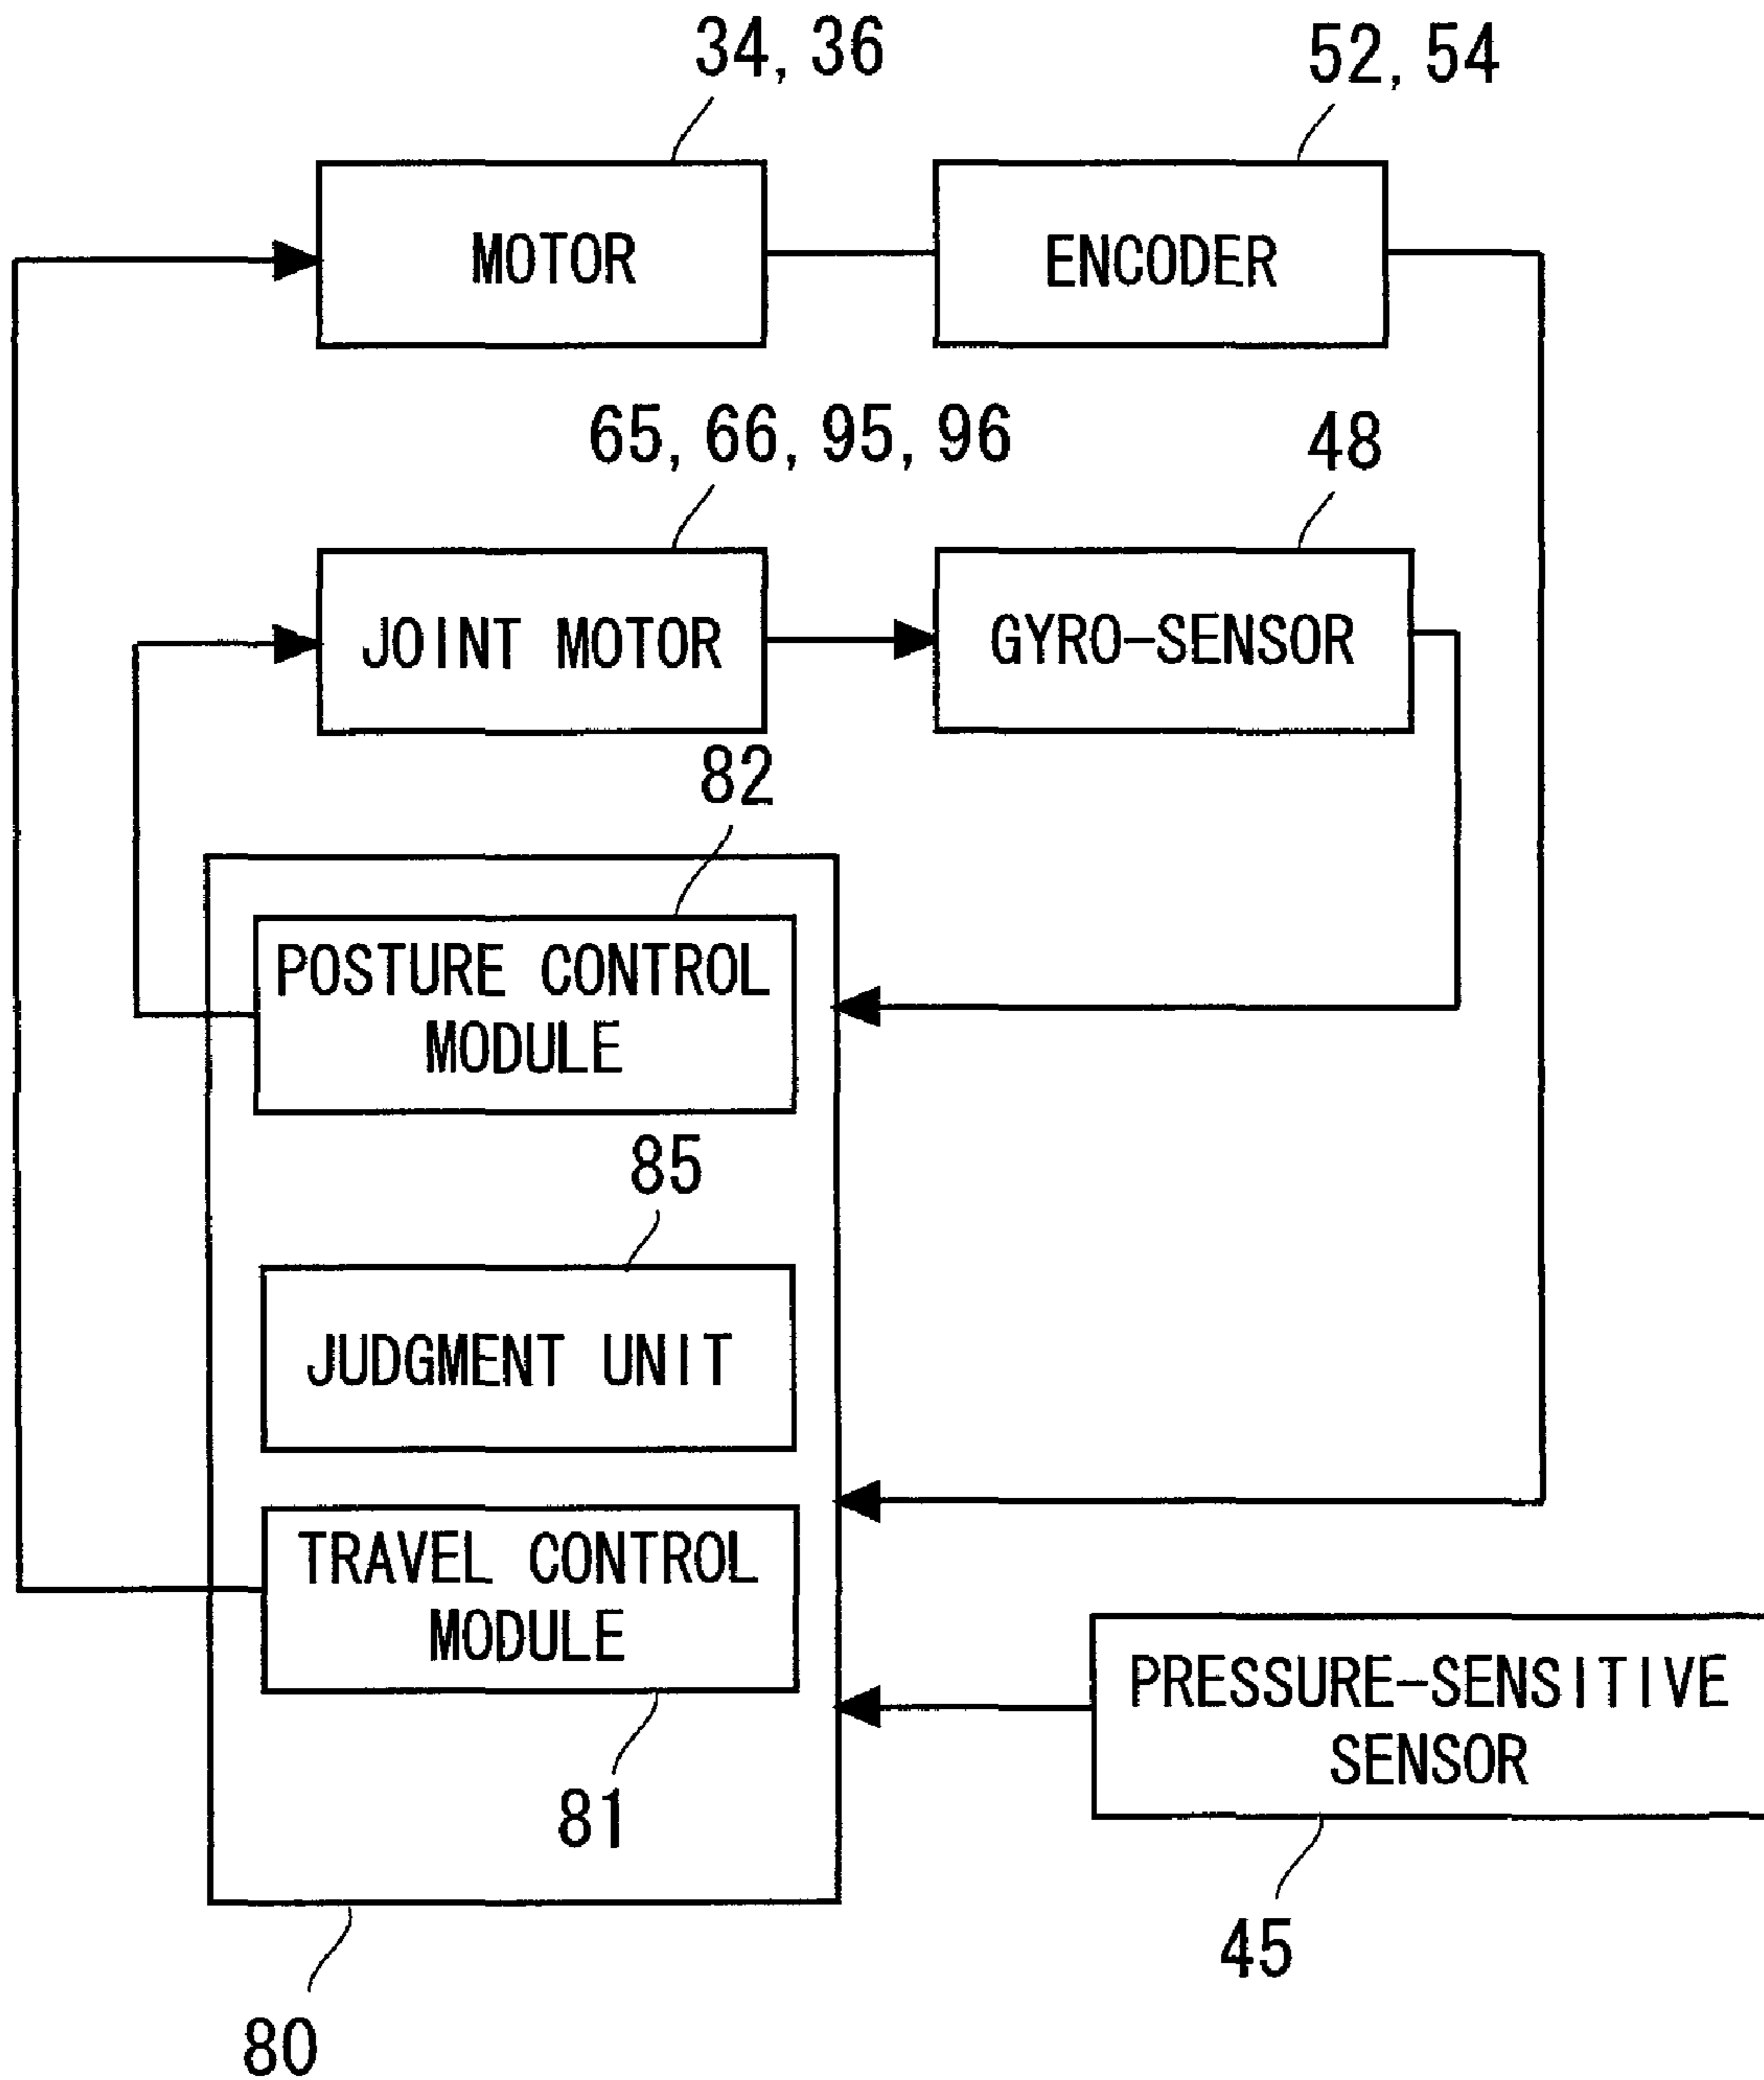 34, 36
52, 54
MOTOR
ENCODER
65, 66, 95, 96
48
JOINT MOTOR
GYRO-SENSOR
82
POSTURE CONTROL
MODULE
85
JUDGMENT UNIT
TRAVEL CONTROL
MODULE
PRESSURE-SENSITIVE
SENSOR
81
45
80